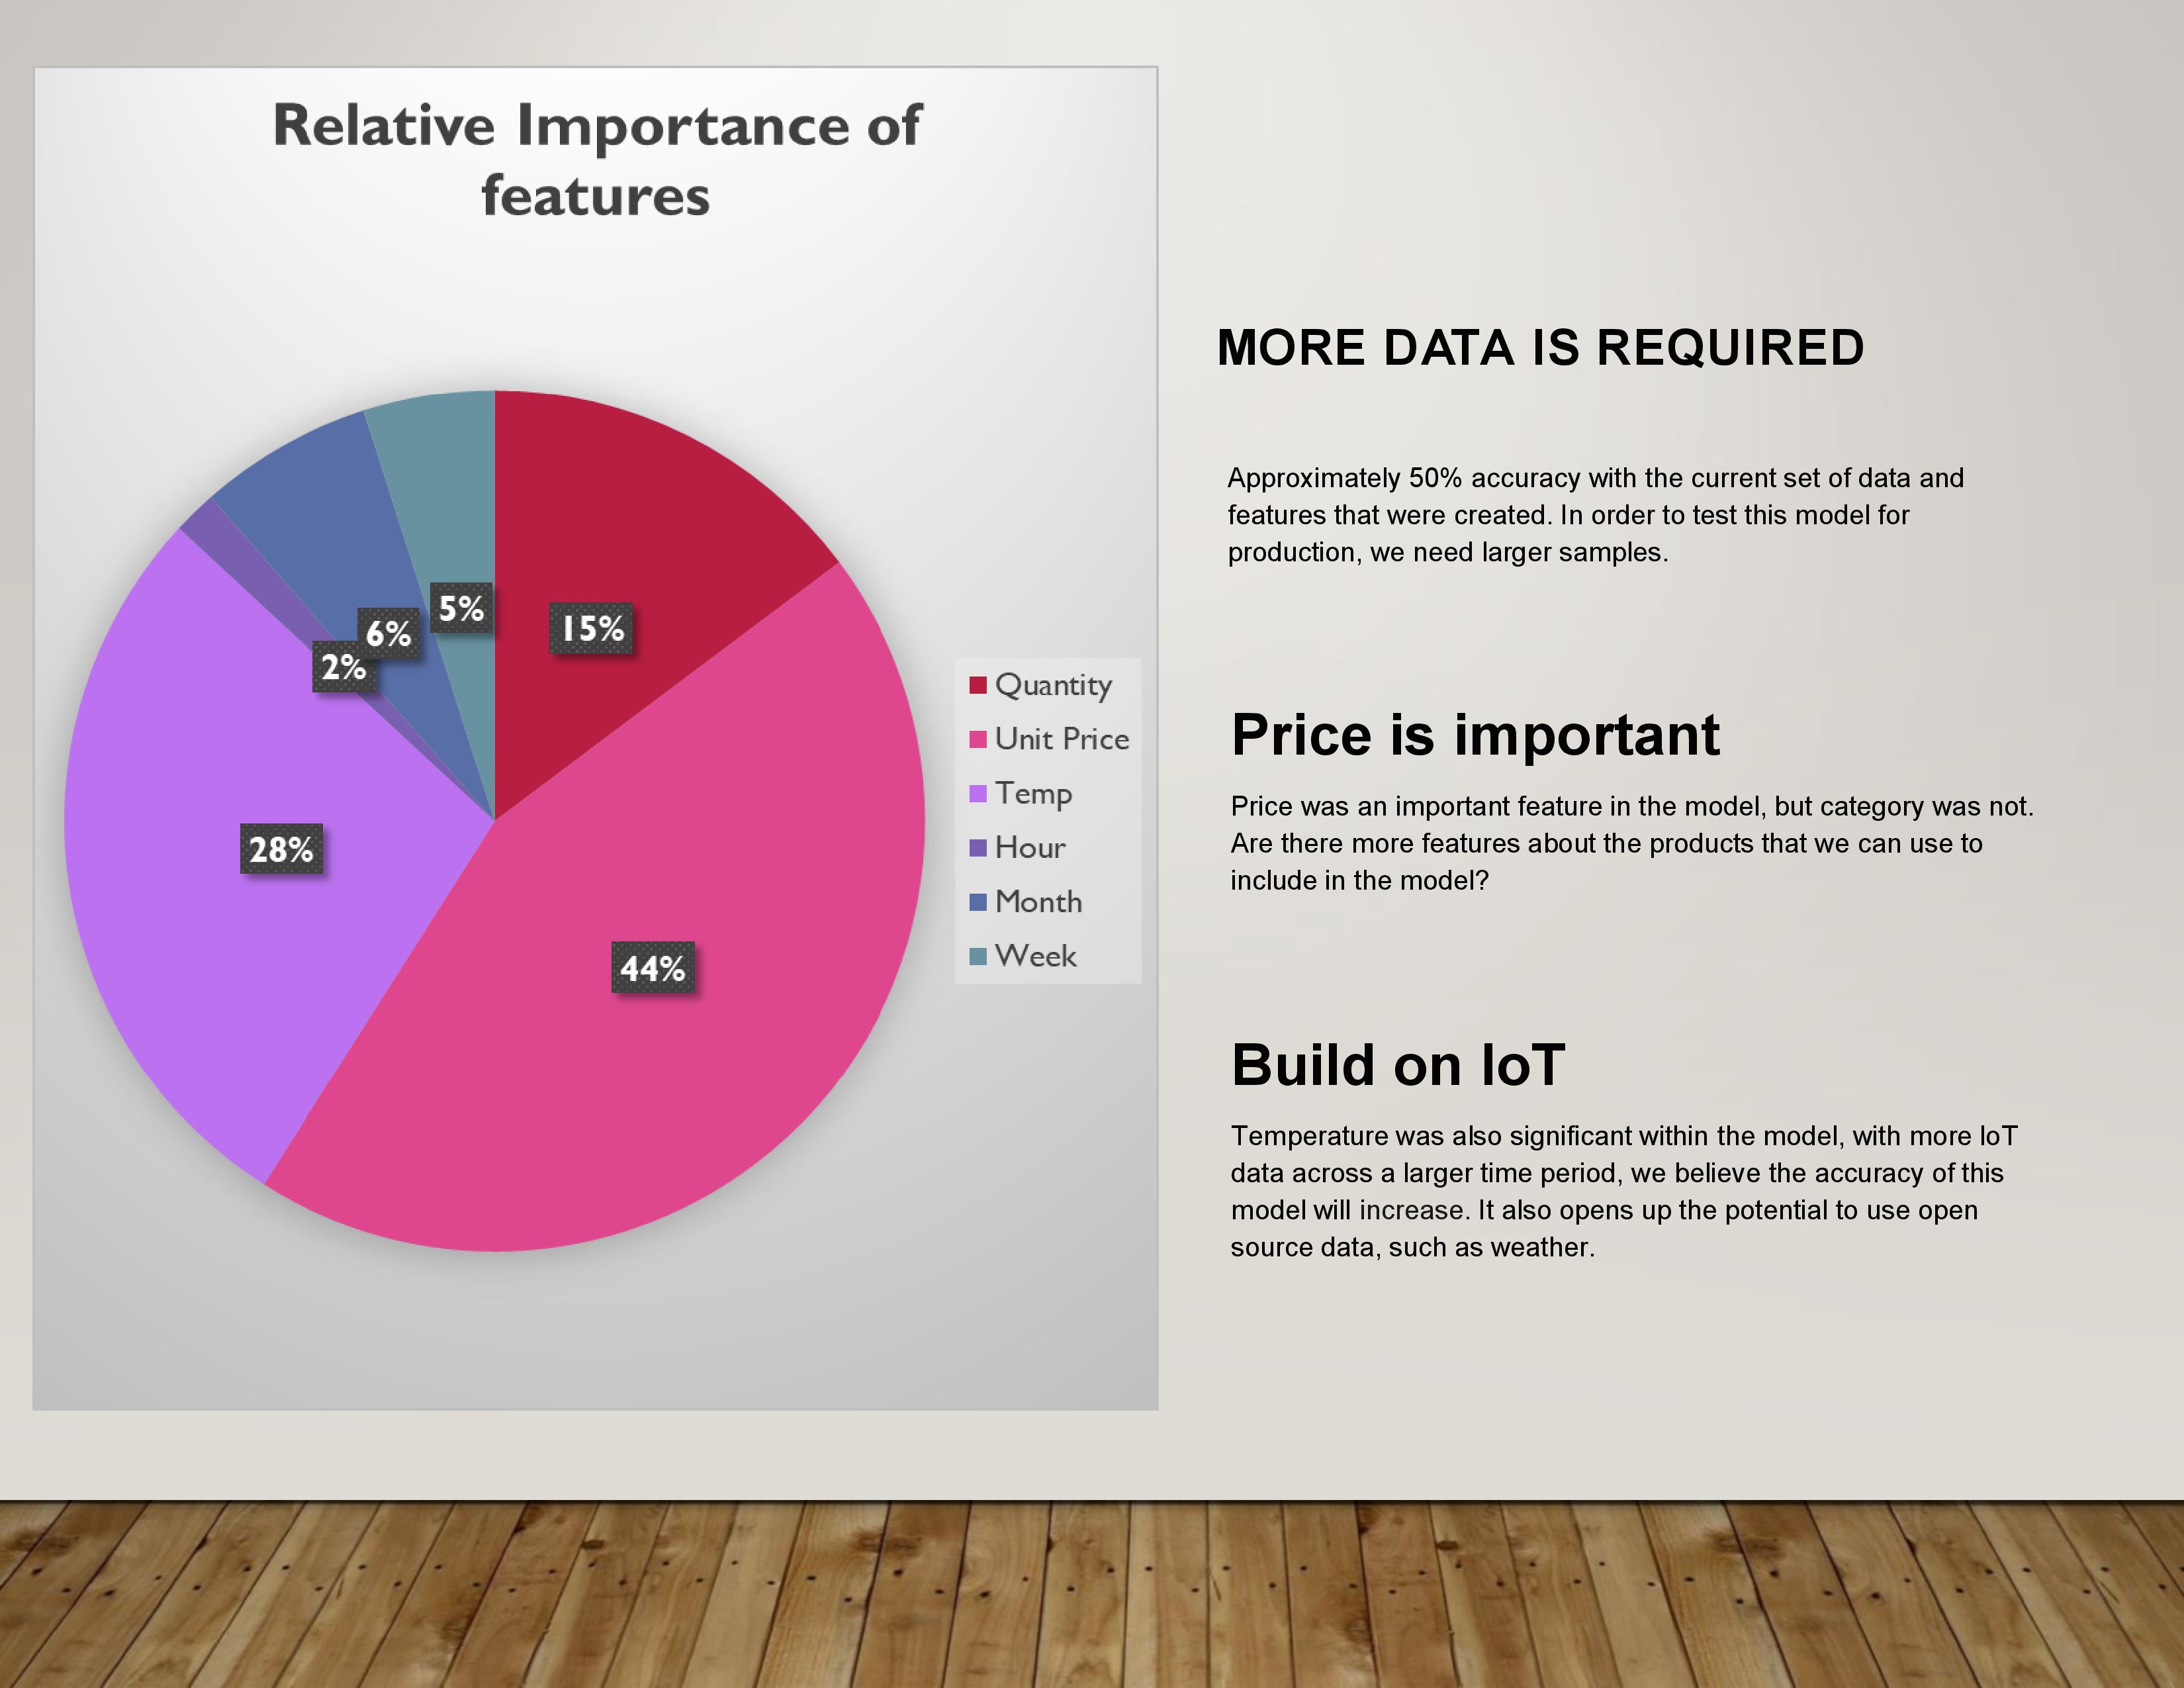 Relative Importance of
features
5%
15%
6%
2%
28%
44%
Quantity
Unit Price
Temp
Hour
Month
Week
MORE DATA IS REQUIRED
Approximately 50% accuracy with the current set of data and
features that were created. In order to test this model for
production, we need larger samples.
Price is important
Price was an important feature in the model, but category was not.
Are there more features about the products that we can use to
include in the model?
Build on IoT
Temperature was also significant within the model, with more IoT
data across a larger time period, we believe the accuracy of this
model will increase. It also opens up the potential to use open
source data, such as weather.